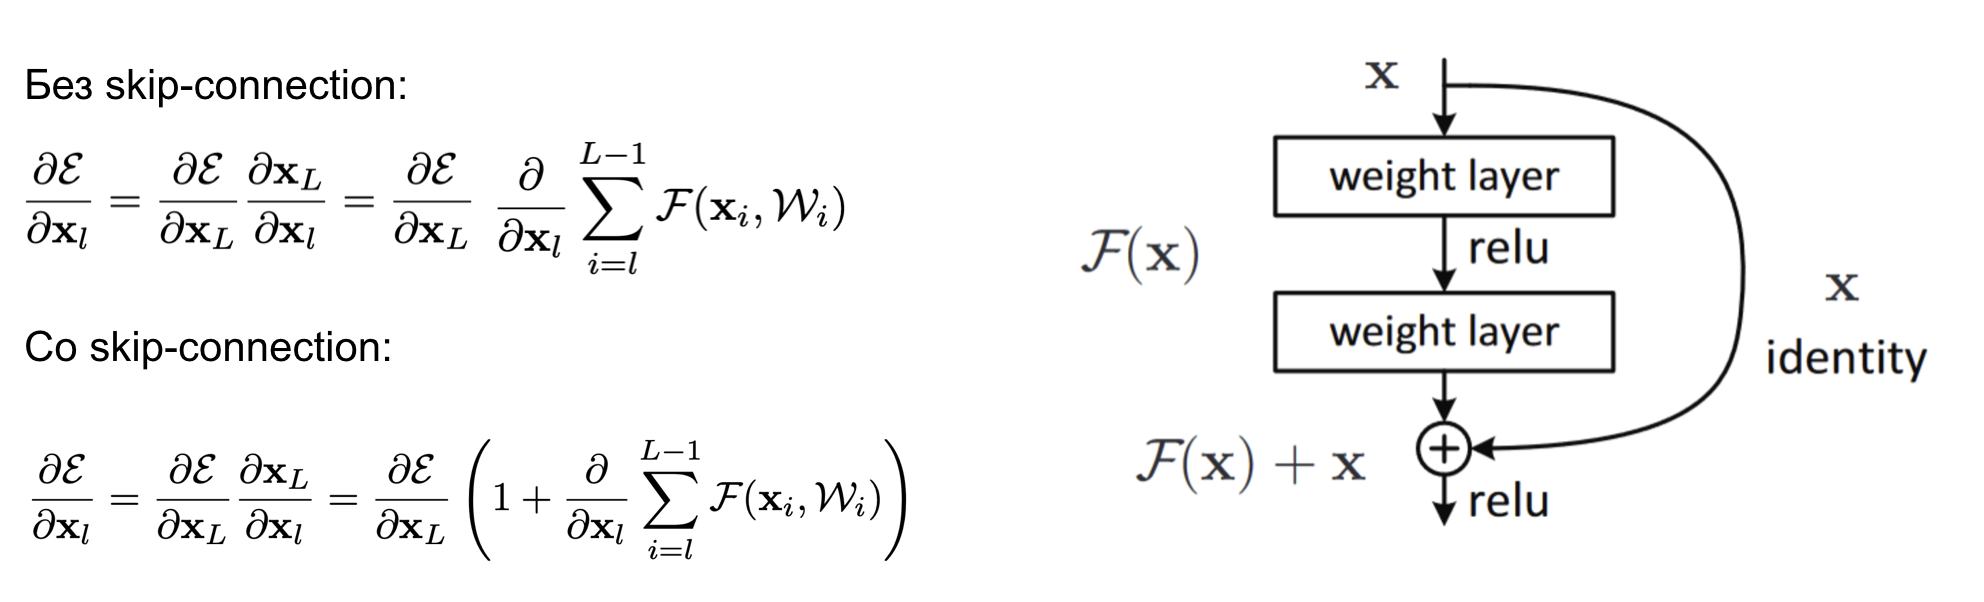 Без skip-connection:
∂ℰ/∂x_l = ∂ℰ/∂x_L ∂x_L/∂x_l = ∂ℰ/∂x_L ∂/∂x_l ∑_{i=l}^{L−1} ℱ(x_i, 𝒲_i)
Со skip-connection:
∂ℰ/∂x_l = ∂ℰ/∂x_L ∂x_L/∂x_l = ∂ℰ/∂x_L (1 + ∂/∂x_l ∑_{i=l}^{L−1} ℱ(x_i, 𝒲_i))
x
weight layer
ℱ(x)
relu
weight layer
x
identity
ℱ(x) + x
+
relu